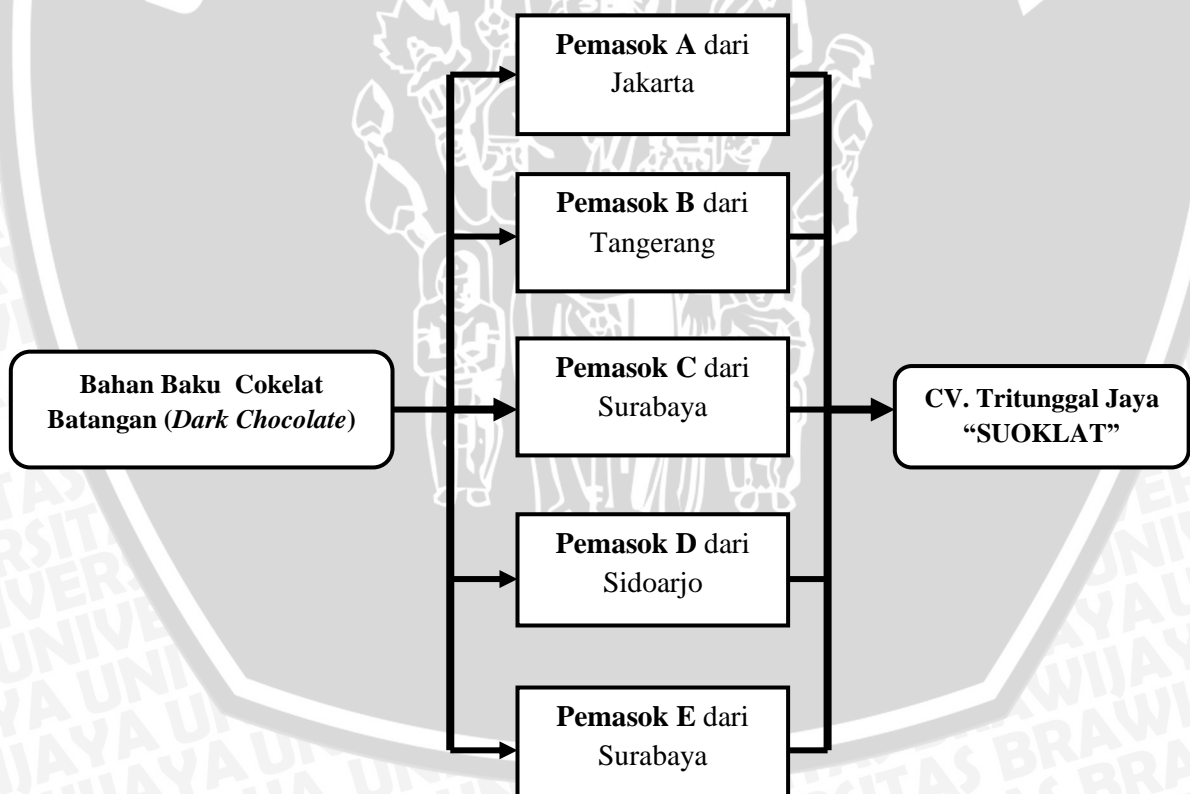 Pemasok A dari
Jakarta
Pemasok B dari
Tangerang
Bahan Baku Cokelat
Batangan (Dark Chocolate)
Pemasok C dari
Surabaya
CV. Tritunggal Jaya
“SUOKLAT”
Pemasok D dari
Sidoarjo
Pemasok E dari
Surabaya